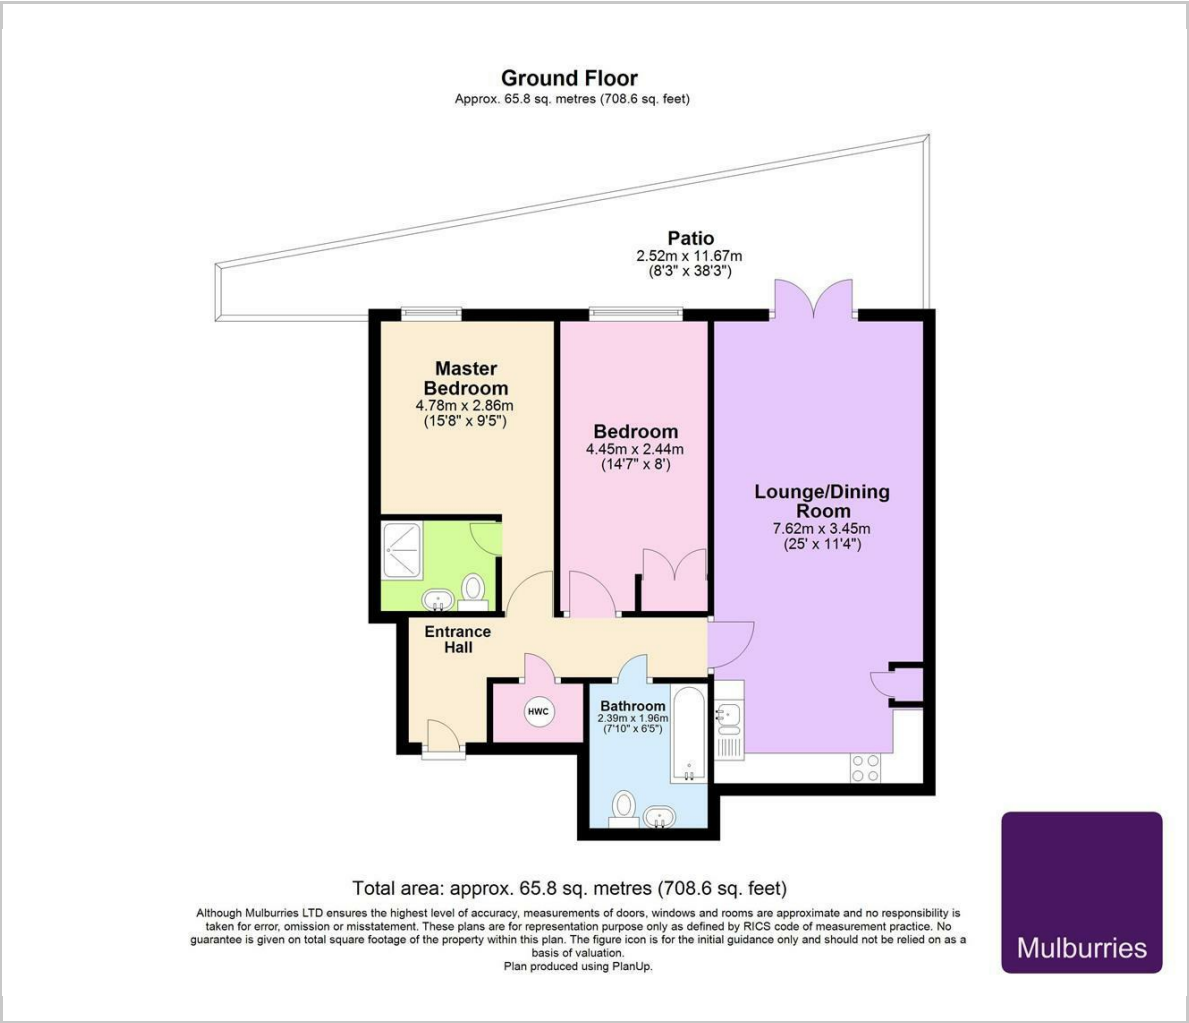 Ground Floor
Approx. 65.8 sq. metres (708.6 sq. feet)
Patio
2.52m x 11.67m
(8'3" x 38'3")
Master
Bedroom
4.78m x 2.86m
(15'8" x 9'5")
Bedroom
4.45m x 2.44m
(14'7" x 8')
Lounge/Dining
Room
7.62m x 3.45m
(25' x 11'4")
Entrance
Hall
HWC
Bathroom
2.39m x 1.96m
(7'10" x 6'5")
Total area: approx. 65.8 sq. metres (708.6 sq. feet)
Although Mulburries LTD ensures the highest level of accuracy, measurements of doors, windows and rooms are approximate and no responsibility is
taken for error, omission or misstatement. These plans are for representation purpose only as defined by RICS code of measurement practice. No
guarantee is given on total square footage of the property within this plan. The figure icon is for the initial guidance only and should not be relied on as a
basis of valuation.
Plan produced using PlanUp.
Mulburries